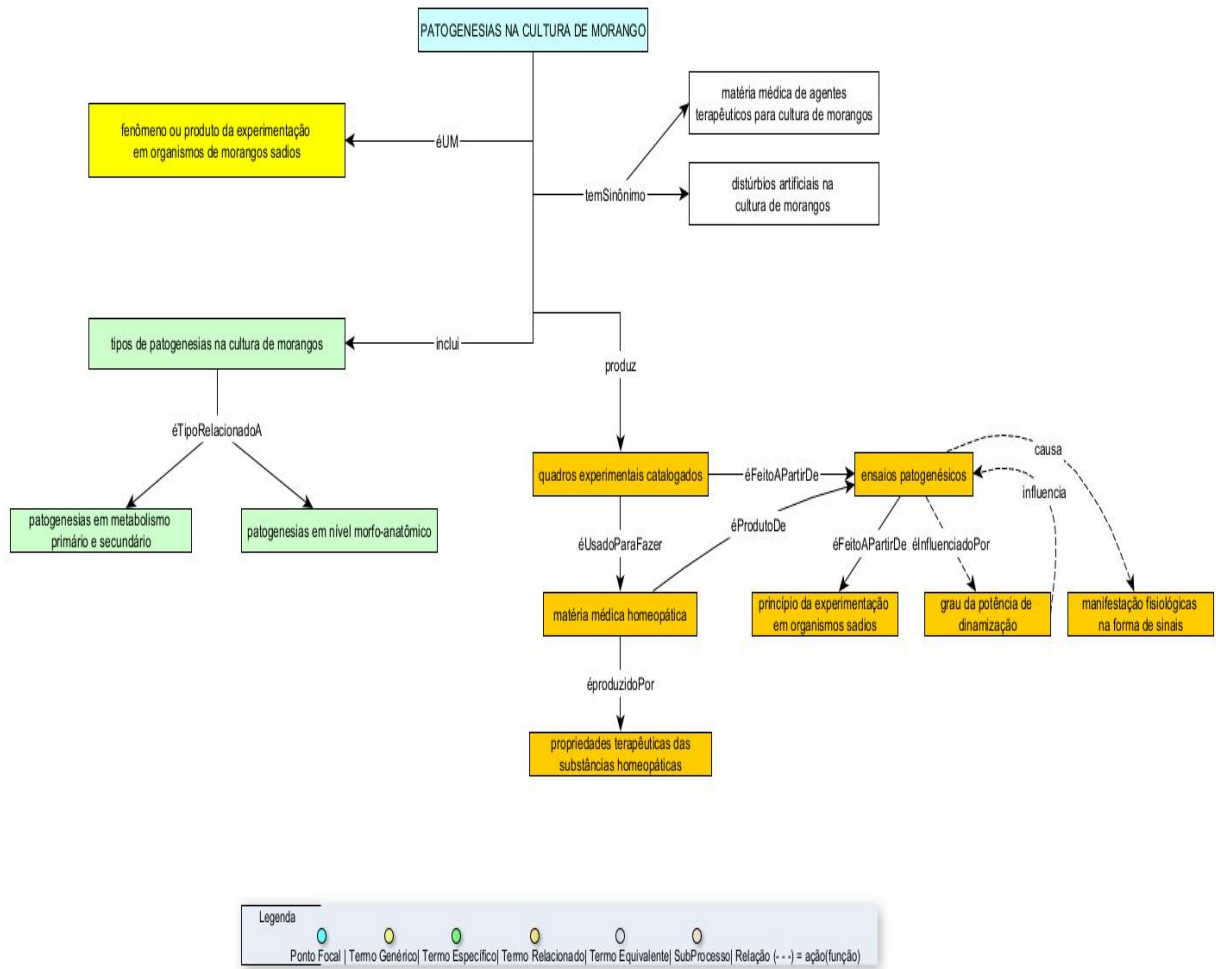 PATOGENESIAS NA CULTURA DE MORANGO
matéria médica de agentes
terapêuticos para cultura de morangos
fenômeno ou produto da experimentação
em organismos de morangos sadios
éUM
distúrbios artificiais na
cultura de morangos
temSinônimo
tipos de patogenesias na cultura de morangos
inclui
produz
éTipoRelacionadoA
causa
quadros experimentais catalogados
éFeitoAPartirDe
ensaios patogenésicos
influencia
patogenesias em metabolismo
primário e secundário
patogenesias em nível morfo-anatômico
éProdutoDe
éUsadoParaFazer
éFeitoAPartirDe
éInfluenciadoPor
matéria médica homeopática
princípio da experimentação
em organismos sadios
grau da potência de
dinamização
manifestação fisiológicas
na forma de sinais
éproduzidoPor
propriedades terapêuticas das
substâncias homeopáticas
Legenda
Ponto Focal | Termo Genérico| Termo Específico| Termo Relacionado| Termo Equivalente| SubProcesso| Relação (- - -) = ação(função)